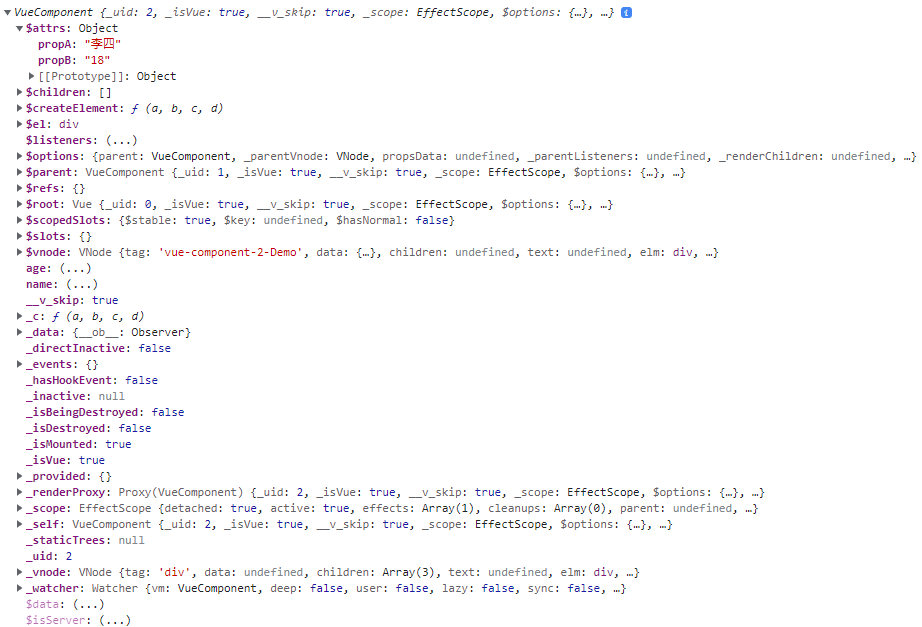 VueComponent {_uid: 2, _isVue: true, __v_skip: true, _scope: EffectScope, $options: {…}, …} i
$attrs: Object
propA: "李四"
propB: "18"
[[Prototype]]: Object
$children: []
$createElement: ƒ (a, b, c, d)
$el: div
$listeners: (...)
$options: {parent: VueComponent, _parentVnode: VNode, propsData: undefined, _parentListeners: undefined, _renderChildren: undefined, …}
$parent: VueComponent {_uid: 1, _isVue: true, __v_skip: true, _scope: EffectScope, $options: {…}, …}
$refs: {}
$root: Vue {_uid: 0, _isVue: true, __v_skip: true, _scope: EffectScope, $options: {…}, …}
$scopedSlots: {$stable: true, $key: undefined, $hasNormal: false}
$slots: {}
$vnode: VNode {tag: 'vue-component-2-Demo', data: {…}, children: undefined, text: undefined, elm: div, …}
age: (...)
name: (...)
__v_skip: true
_c: ƒ (a, b, c, d)
_data: {__ob__: Observer}
_directInactive: false
_events: {}
_hasHookEvent: false
_inactive: null
_isBeingDestroyed: false
_isDestroyed: false
_isMounted: true
_isVue: true
_provided: {}
_renderProxy: Proxy(VueComponent) {_uid: 2, _isVue: true, __v_skip: true, _scope: EffectScope, $options: {…}, …}
_scope: EffectScope {detached: true, active: true, effects: Array(1), cleanups: Array(0), parent: undefined, …}
_self: VueComponent {_uid: 2, _isVue: true, __v_skip: true, _scope: EffectScope, $options: {…}, …}
_staticTrees: null
_uid: 2
_vnode: VNode {tag: 'div', data: undefined, children: Array(3), text: undefined, elm: div, …}
_watcher: Watcher {vm: VueComponent, deep: false, user: false, lazy: false, sync: false, …}
$data: (...)
$isServer: (...)